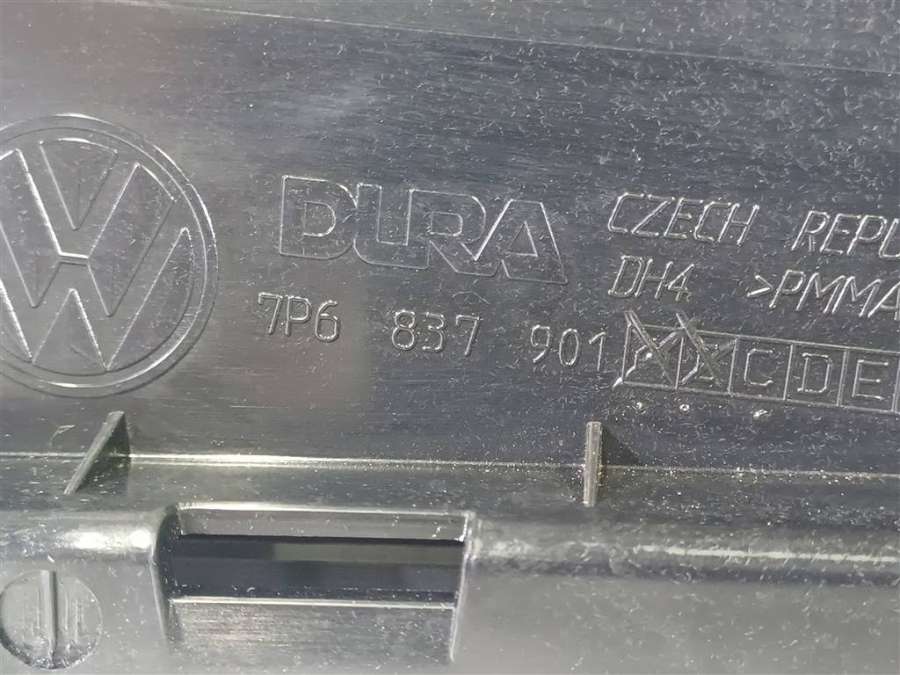 DURA
CZECH REPU
DH4 >PMMA
7P6 837 901
C D E